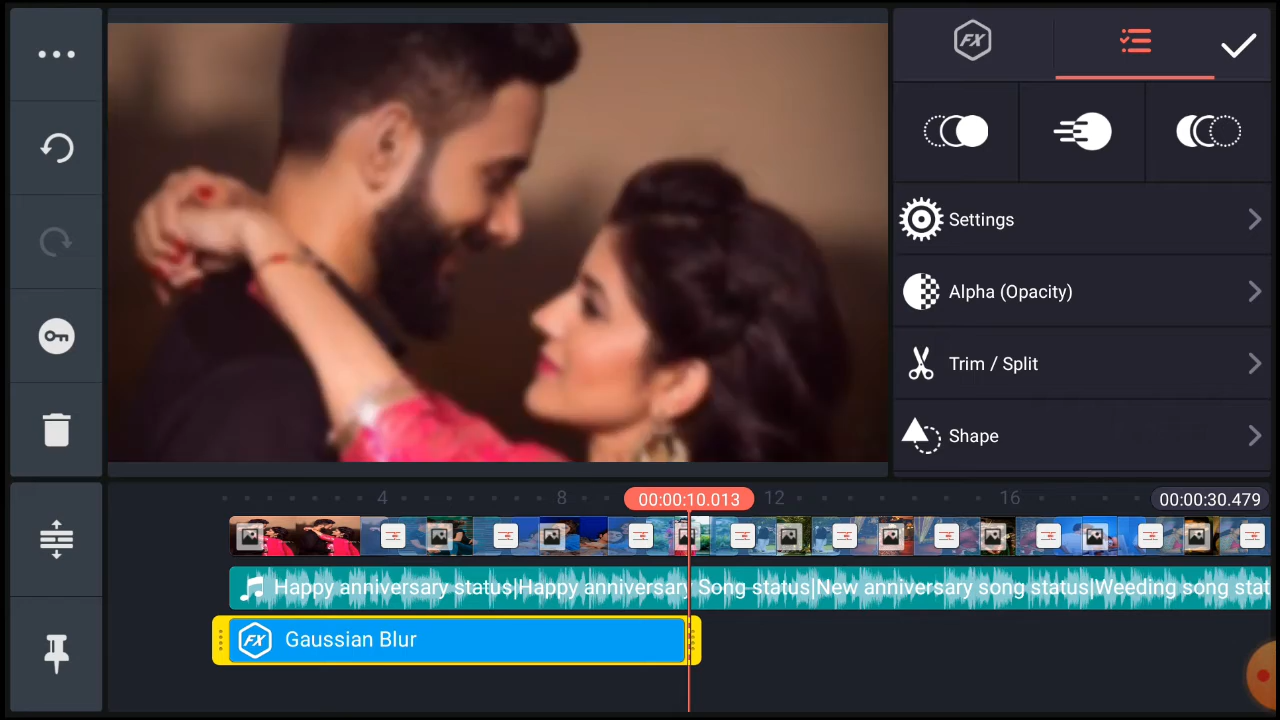 FX
Settings
Alpha (Opacity)
Trim / Split
Shape
4
8
00:00:10.013
12
16
00:00:30.479
Happy anniversary status|Happy anniversary Song status|New anniversary song status|Weeding song stat
FX Gaussian Blur